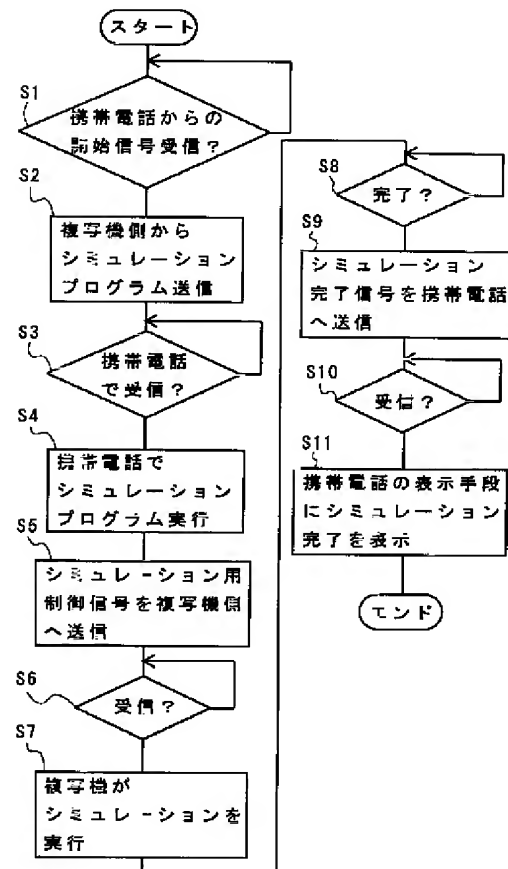 スタート
S1
携帯電話からの
開始信号受信？
S2
複写機側から
シミュレーション
プログラム送信
S3
携帯電話
で受信？
S4
携帯電話で
シミュレーション
プログラム実行
S5
シミュレーション用
制御信号を複写機側
へ送信
S6
受信？
S7
複写機が
シミュレーションを
実行
S8
完了？
S9
シミュレーション
完了信号を携帯電話
へ送信
S10
受信？
S11
携帯電話の表示手段
にシミュレーション
完了を表示
エンド